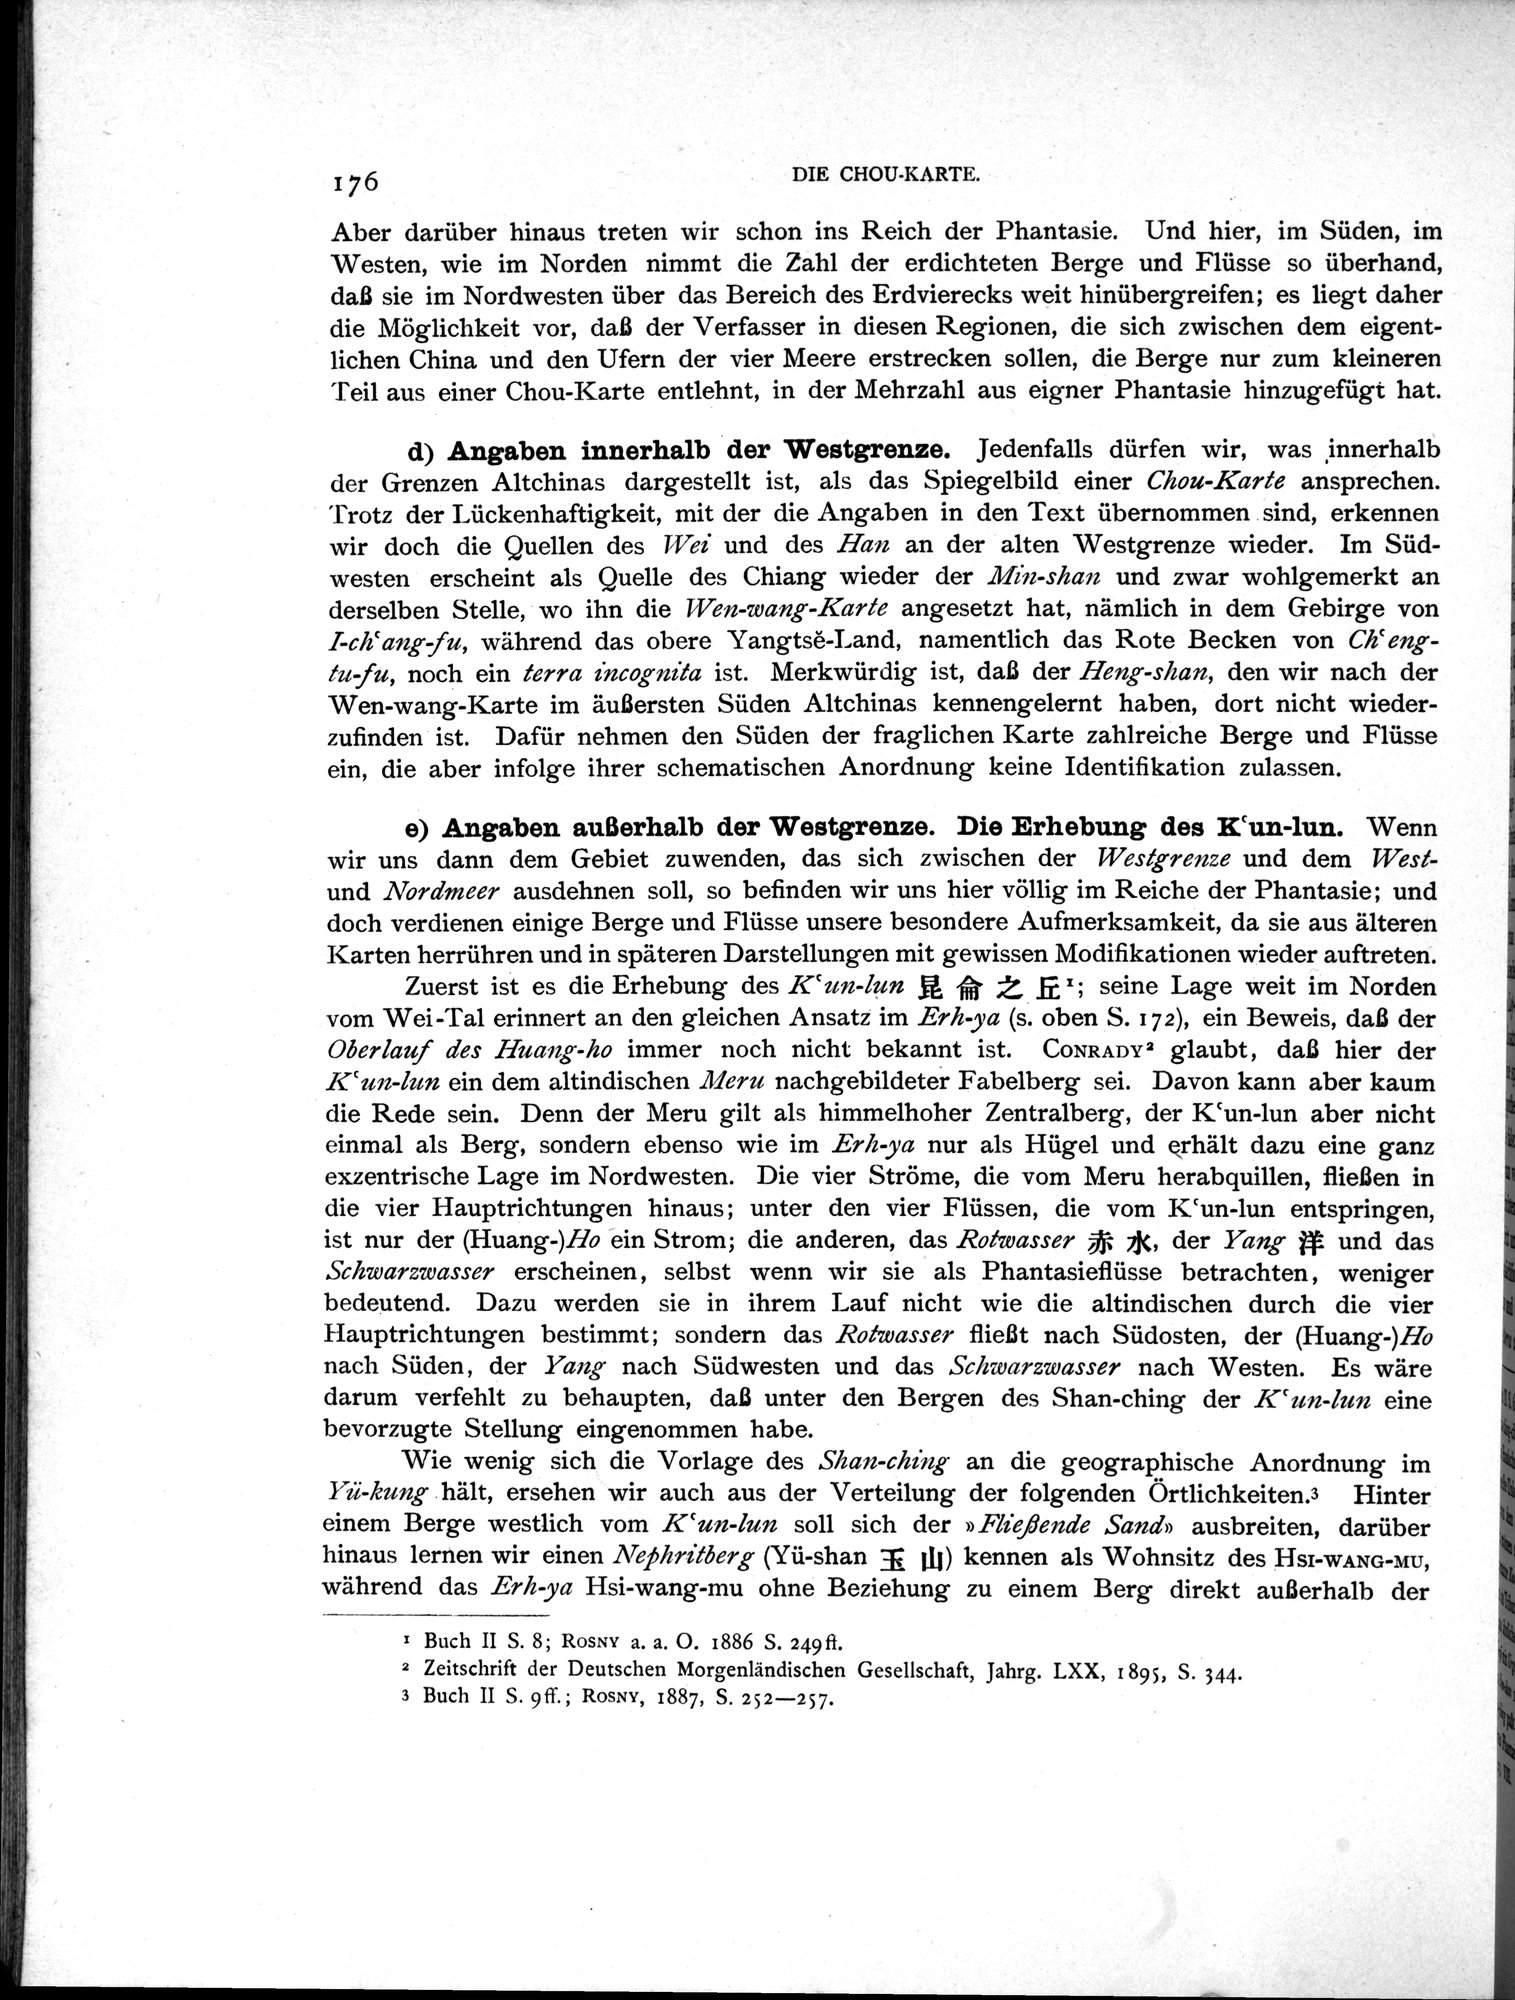 176
DIE CHOU-KARTE.
Aber darüber hinaus treten wir schon ins Reich der Phantasie. Und hier, im Süden, im
Westen, wie im Norden nimmt die Zahl der erdichteten Berge und Flüsse so überhand,
daß sie im Nordwesten über das Bereich des Erdvierecks weit hinübergreifen; es liegt daher
die Möglichkeit vor, daß der Verfasser in diesen Regionen, die sich zwischen dem eigent-
lichen China und den Ufern der vier Meere erstrecken sollen, die Berge nur zum kleineren
Teil aus einer Chou-Karte entlehnt, in der Mehrzahl aus eigner Phantasie hinzugefügt hat.
d) Angaben innerhalb der Westgrenze. Jedenfalls dürfen wir, was innerhalb
der Grenzen Altchinas dargestellt ist, als das Spiegelbild einer Chou-Karte ansprechen.
Trotz der Lückenhaftigkeit, mit der die Angaben in den Text übernommen sind, erkennen
wir doch die Quellen des Wei und des Han an der alten Westgrenze wieder. Im Süd-
westen erscheint als Quelle des Chiang wieder der Min-shan und zwar wohlgemerkt an
derselben Stelle, wo ihn die Wen-wang-Karte angesetzt hat, nämlich in dem Gebirge von
I-chʿang-fu, während das obere Yangtsĕ-Land, namentlich das Rote Becken von Chʿeng-
tu-fu, noch ein terra incognita ist. Merkwürdig ist, daß der Heng-shan, den wir nach der
Wen-wang-Karte im äußersten Süden Altchinas kennengelernt haben, dort nicht wieder-
zufinden ist. Dafür nehmen den Süden der fraglichen Karte zahlreiche Berge und Flüsse
ein, die aber infolge ihrer schematischen Anordnung keine Identifikation zulassen.
e) Angaben außerhalb der Westgrenze. Die Erhebung des Kʿun-lun. Wenn
wir uns dann dem Gebiet zuwenden, das sich zwischen der Westgrenze und dem West-
und Nordmeer ausdehnen soll, so befinden wir uns hier völlig im Reiche der Phantasie; und
doch verdienen einige Berge und Flüsse unsere besondere Aufmerksamkeit, da sie aus älteren
Karten herrühren und in späteren Darstellungen mit gewissen Modifikationen wieder auftreten.
Zuerst ist es die Erhebung des Kʿun-lun 昆侖之丘¹; seine Lage weit im Norden
vom Wei-Tal erinnert an den gleichen Ansatz im Erh-ya (s. oben S. 172), ein Beweis, daß der
Oberlauf des Huang-ho immer noch nicht bekannt ist. CONRADY² glaubt, daß hier der
Kʿun-lun ein dem altindischen Meru nachgebildeter Fabelberg sei. Davon kann aber kaum
die Rede sein. Denn der Meru gilt als himmelhoher Zentralberg, der Kʿun-lun aber nicht
einmal als Berg, sondern ebenso wie im Erh-ya nur als Hügel und erhält dazu eine ganz
exzentrische Lage im Nordwesten. Die vier Ströme, die vom Meru herabquillen, fließen in
die vier Hauptrichtungen hinaus; unter den vier Flüssen, die vom Kʿun-lun entspringen,
ist nur der (Huang-)Ho ein Strom; die anderen, das Rotwasser 赤水, der Yang 洋 und das
Schwarzwasser erscheinen, selbst wenn wir sie als Phantasieflüsse betrachten, weniger
bedeutend. Dazu werden sie in ihrem Lauf nicht wie die altindischen durch die vier
Hauptrichtungen bestimmt; sondern das Rotwasser fließt nach Südosten, der (Huang-)Ho
nach Süden, der Yang nach Südwesten und das Schwarzwasser nach Westen. Es wäre
darum verfehlt zu behaupten, daß unter den Bergen des Shan-ching der Kʿun-lun eine
bevorzugte Stellung eingenommen habe.
Wie wenig sich die Vorlage des Shan-ching an die geographische Anordnung im
Yü-kung hält, ersehen wir auch aus der Verteilung der folgenden Örtlichkeiten.³ Hinter
einem Berge westlich vom Kʿun-lun soll sich der »Fließende Sand» ausbreiten, darüber
hinaus lernen wir einen Nephritberg (Yü-shan 玉山) kennen als Wohnsitz des HSI-WANG-MU,
während das Erh-ya Hsi-wang-mu ohne Beziehung zu einem Berg direkt außerhalb der
¹ Buch II S. 8; ROSNY a. a. O. 1886 S. 249ff.
² Zeitschrift der Deutschen Morgenländischen Gesellschaft, Jahrg. LXX, 1895, S. 344.
³ Buch II S. 9ff.; ROSNY, 1887, S. 252—257.